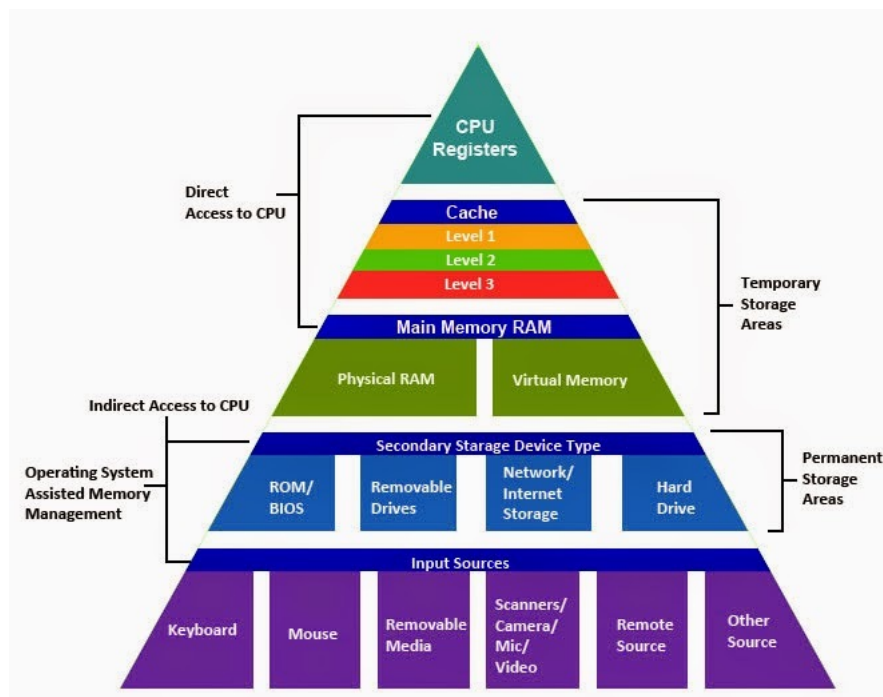 CPU
Registers
Direct
Access to CPU
Cache
Level 1
Level 2
Level 3
Temporary
Storage
Areas
Main Memory RAM
Physical RAM
Virtual Memory
Indirect Access to CPU
Secondary Starage Device Type
Operating System
Assisted Memory
Management
ROM/
BIOS
Removable
Drives
Network/
Internet
Storage
Hard
Drive
Permanent
Storage
Areas
Input Sources
Keyboard
Mouse
Removable
Media
Scanners/
Camera/
Mic/
Video
Remote
Source
Other
Source